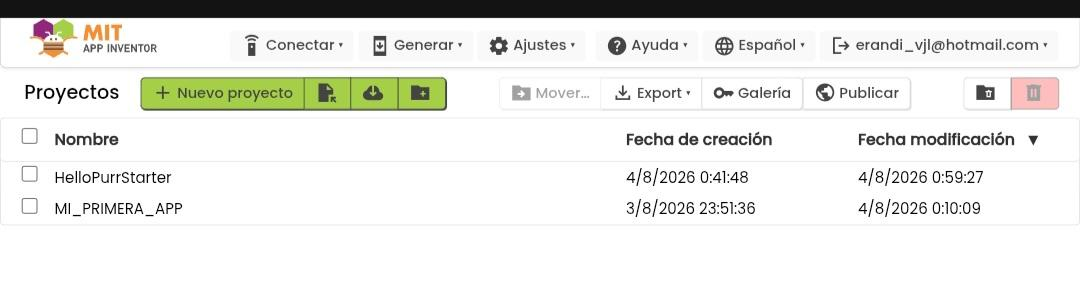 MIT
APP INVENTOR
Conectar Generar Ajustes Ayuda Español erandi_vjl@hotmail.com
Proyectos Nuevo proyecto Mover... Export Galería Publicar
Nombre Fecha de creación Fecha modificación ▼
HelloPurrStarter 4/8/2026 0:41:48 4/8/2026 0:59:27
MI_PRIMERA_APP 3/8/2026 23:51:36 4/8/2026 0:10:09